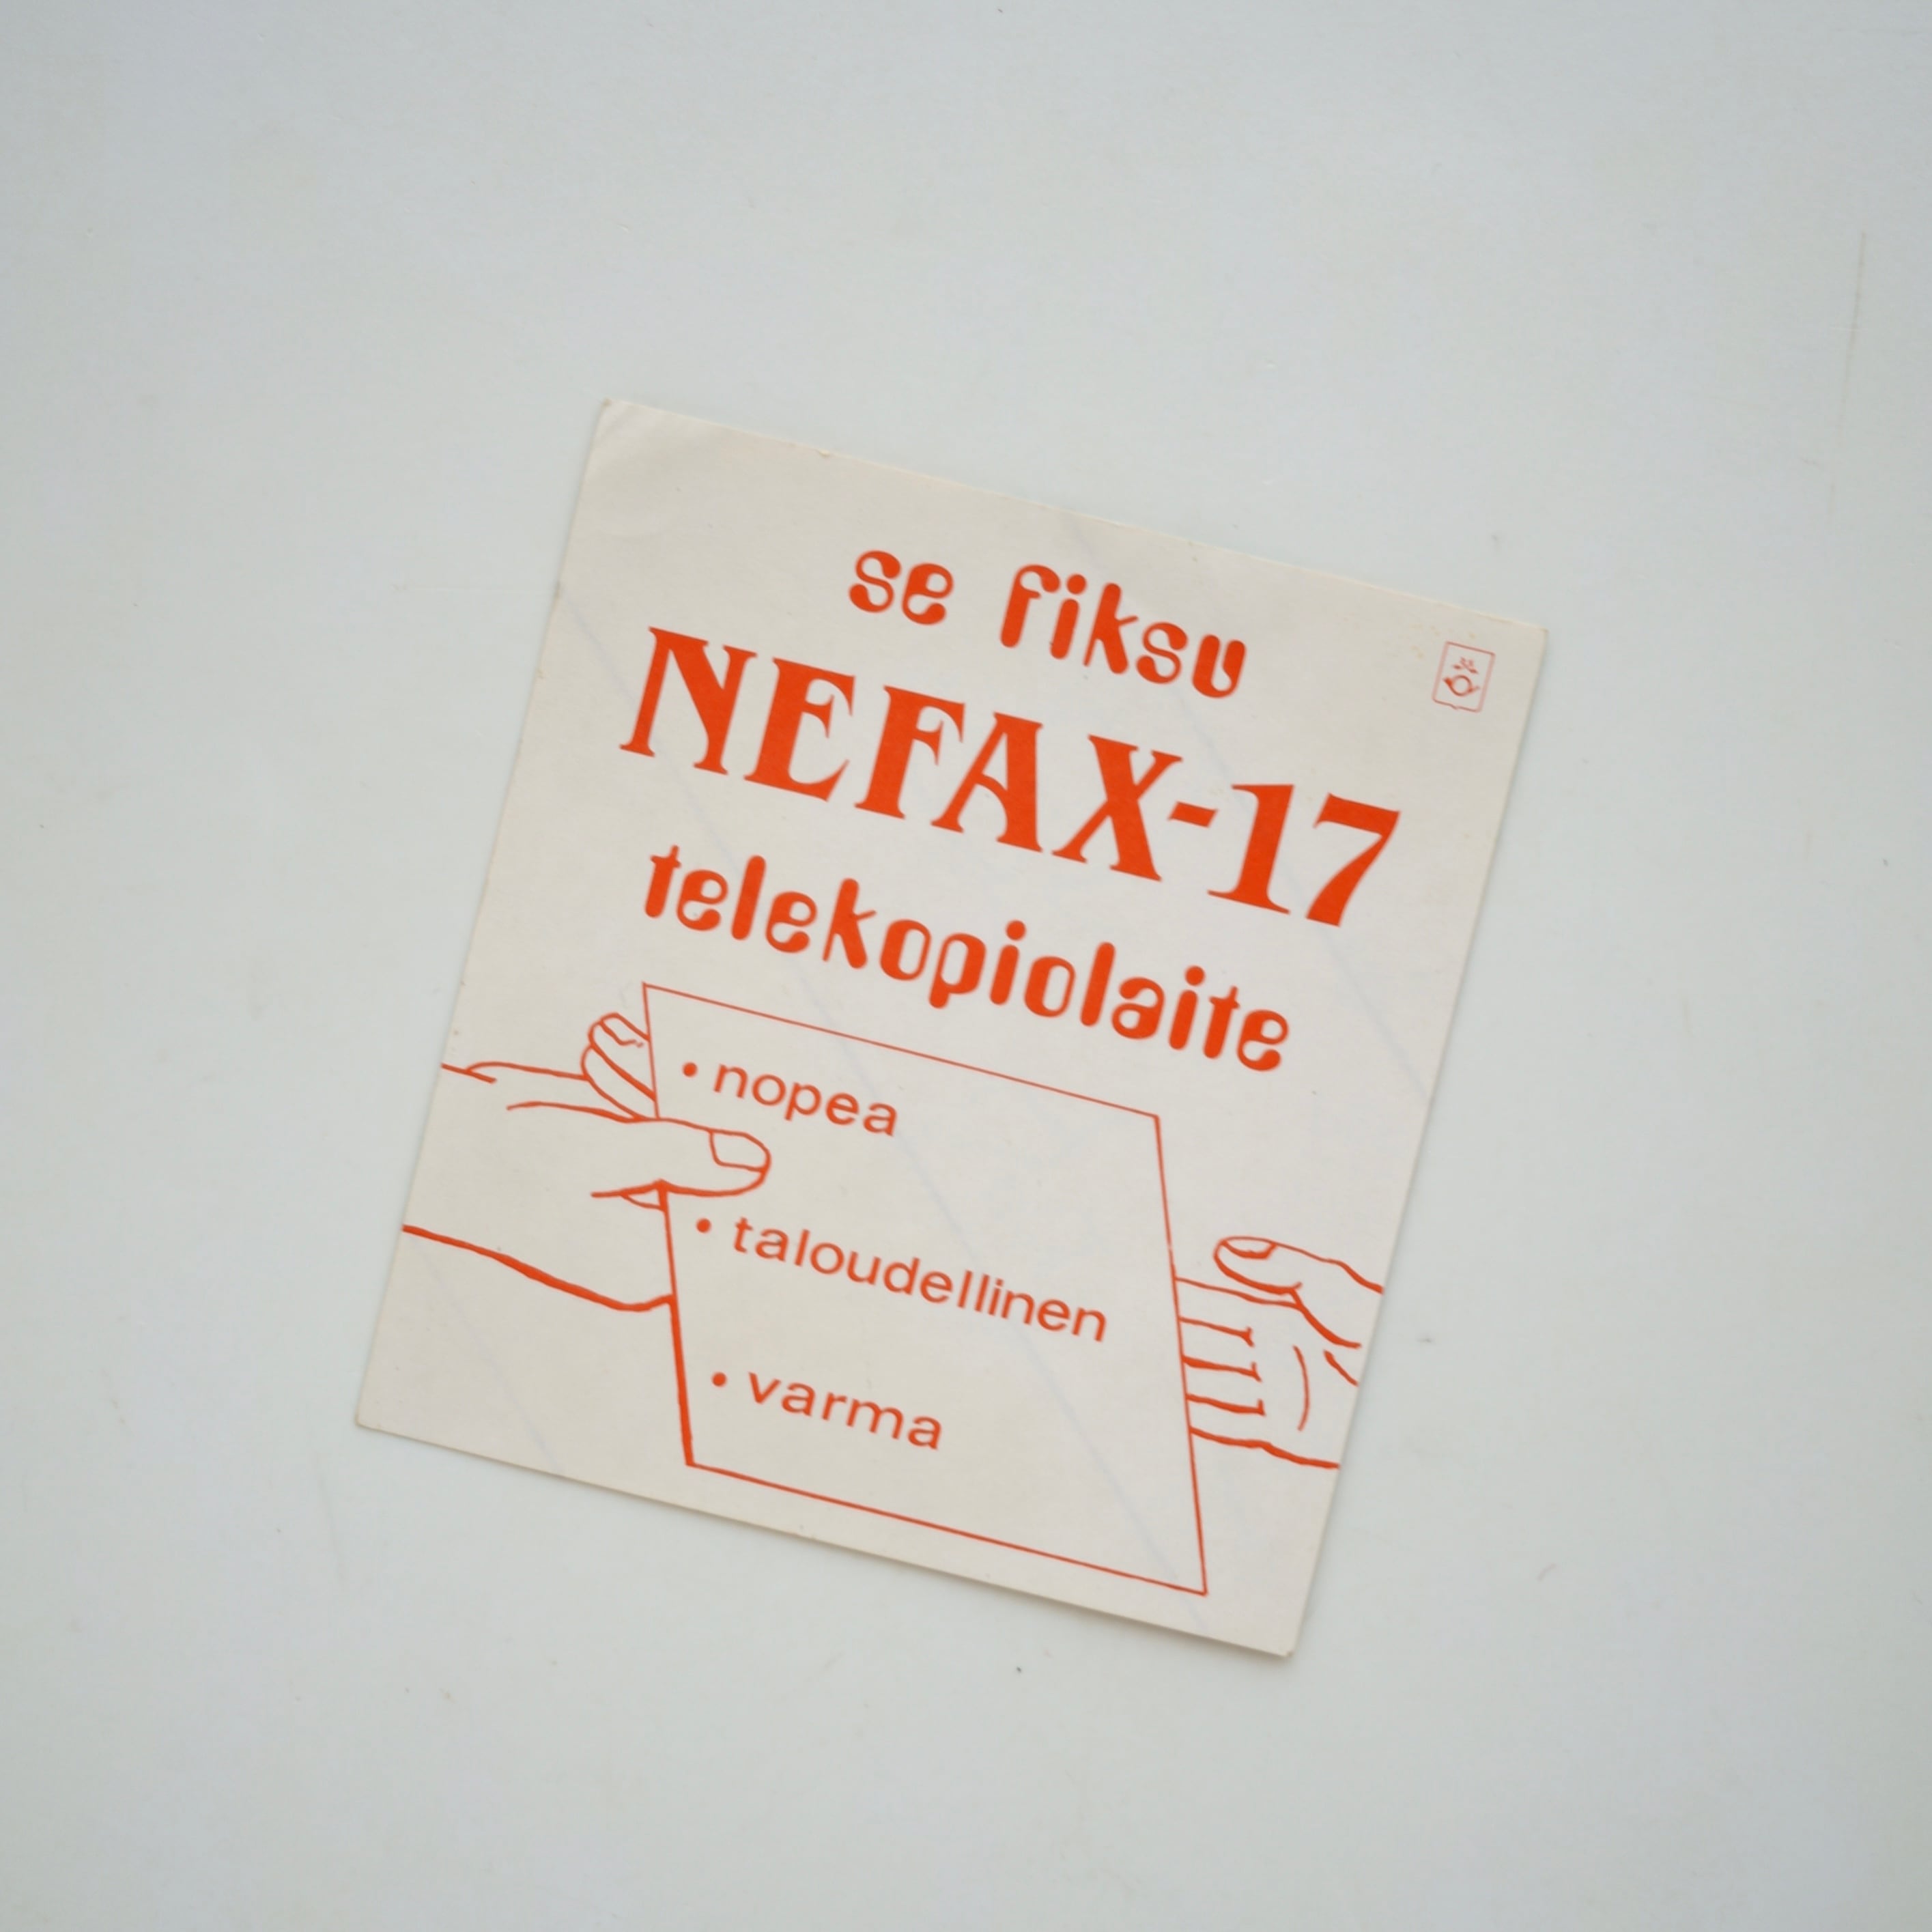 se fiksu
NEFAX-17
telekopiolaite
• nopea
• taloudellinen
• varma